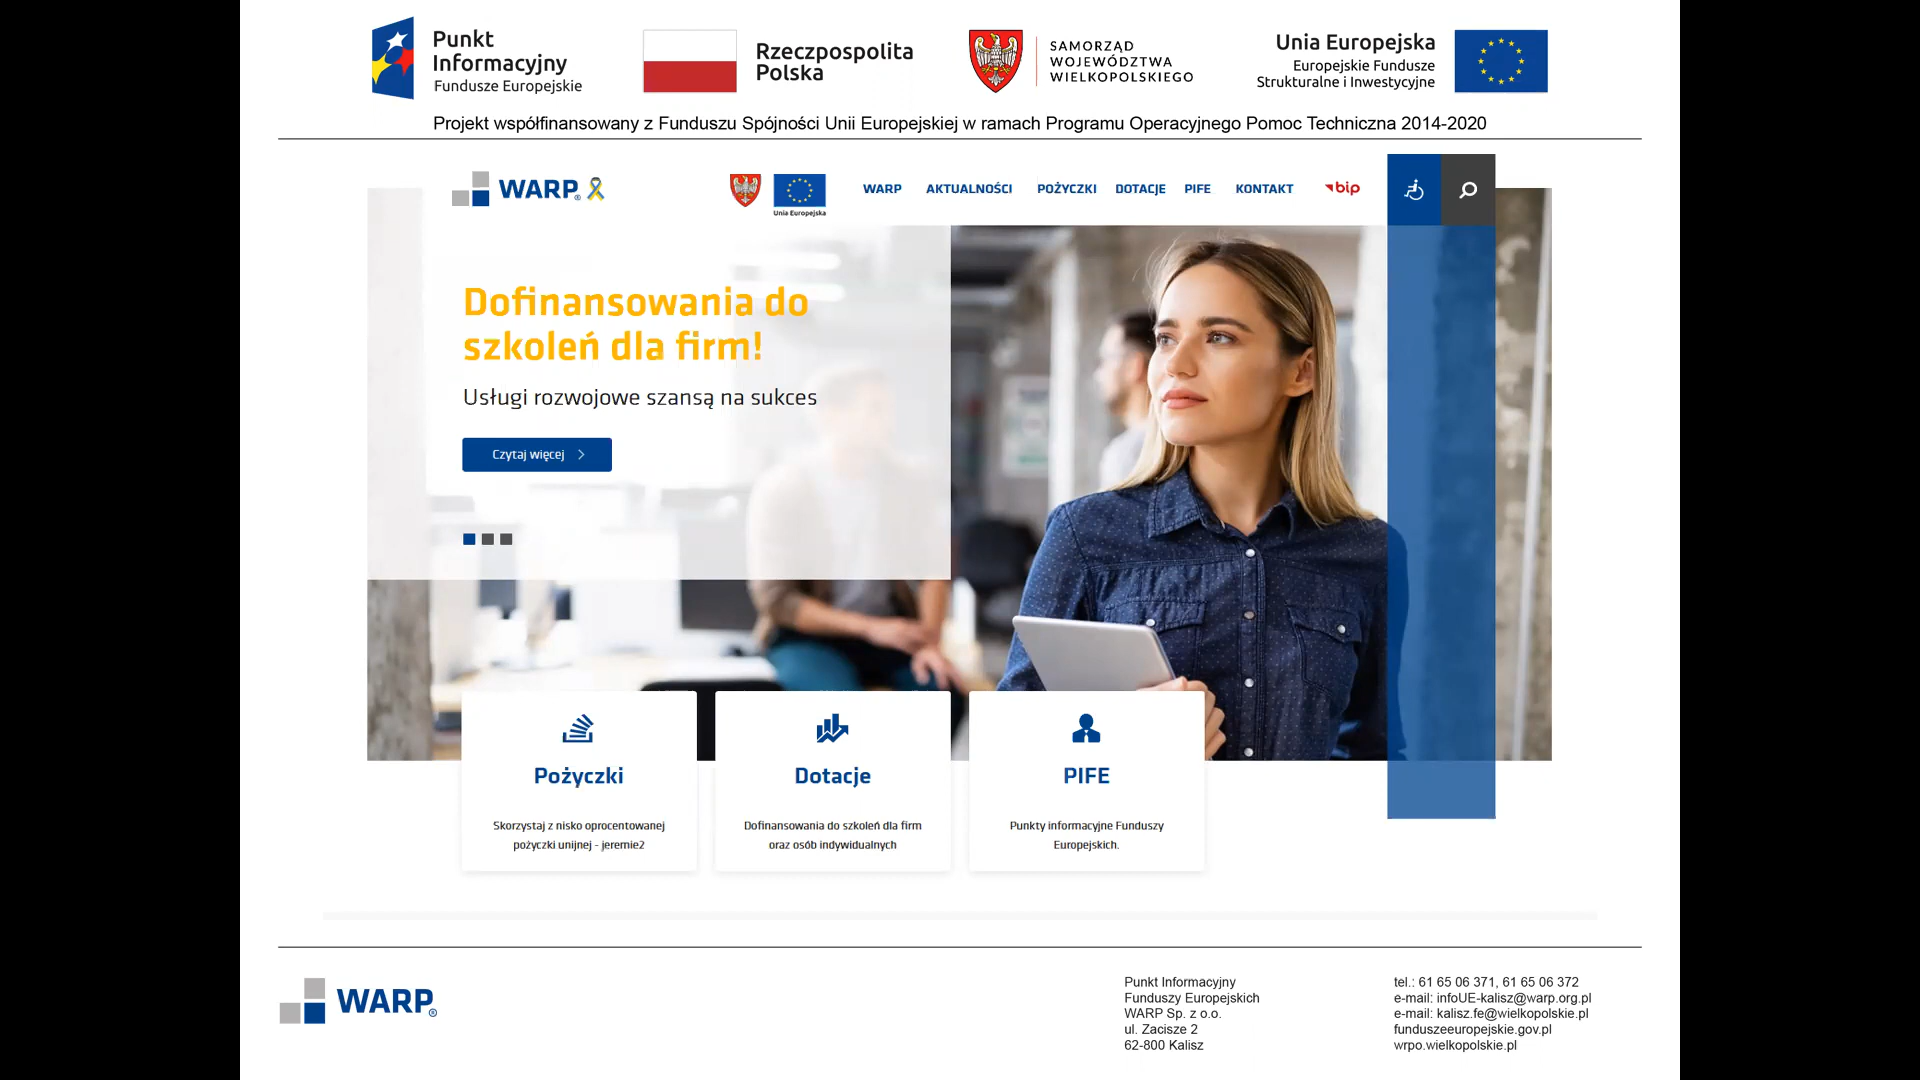 Punkt
Informacyjny
Fundusze Europejskie
Rzeczpospolita
Polska
SAMORZĄD
WOJEWÓDZTWA
WIELKOPOLSKIEGO
Unia Europejska
Europejskie Fundusze
Strukturalne i Inwestycyjne
Projekt współfinansowany z Funduszu Spójności Unii Europejskiej w ramach Programu Operacyjnego Pomoc Techniczna 2014-2020
WARP®
Unia Europejska
WARP AKTUALNOŚCI POŻYCZKI DOTACJE PIFE KONTAKT bip
Dofinansowania do
szkoleń dla firm!
Usługi rozwojowe szansą na sukces
Czytaj więcej
Pożyczki
Skorzystaj z nisko oprocentowanej
pożyczki unijnej - jeremie2
Dotacje
Dofinansowania do szkoleń dla firm
oraz osób indywidualnych
PIFE
Punkty informacyjne Funduszy
Europejskich.
WARP®
Punkt Informacyjny
Funduszy Europejskich
WARP Sp. z o.o.
ul. Zacisze 2
62-800 Kalisz
tel.: 61 65 06 371, 61 65 06 372
e-mail: infoUE-kalisz@warp.org.pl
e-mail: kalisz.fe@wielkopolskie.pl
funduszeeuropejskie.gov.pl
wrpo.wielkopolskie.pl